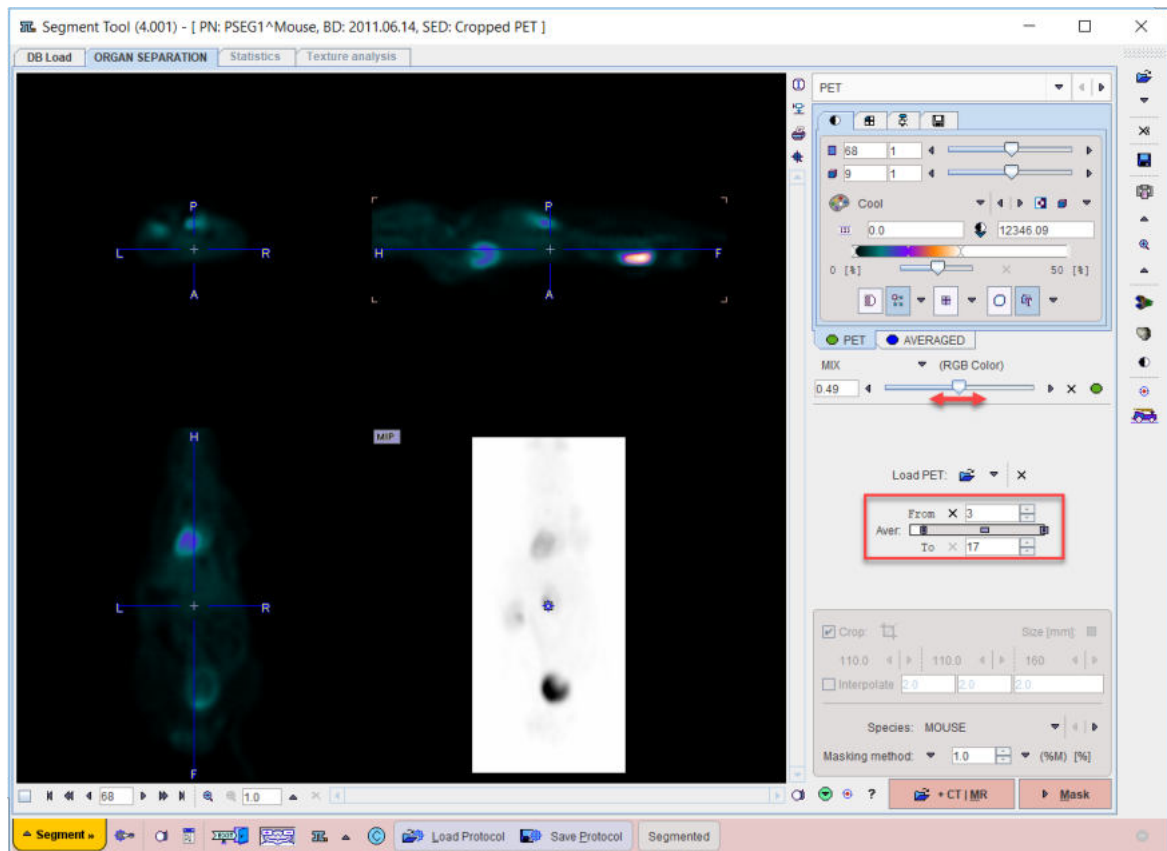 Segment Tool (4.001) - [ PN: PSEG1^Mouse, BD: 2011.06.14, SED: Cropped PET ]
DB Load ORGAN SEPARATION Statistics Texture analysis
PET
68 1
9 1
Cool
0.0 12346.09
0 [%] 50 [%]
PET AVERAGED
MIX (RGB Color)
0.49
P
L R
A
P
H F
A
H
L R
F
MIP
Load PET:
From 3
Aver:
To 17
Crop: Size [mm]:
110.0 110.0 160
Interpolate 2.0 2.0 2.0
Species: MOUSE
Masking method: 1.0 (%M) [%]
68 1.0 ? + CT | MR Mask
Segment Load Protocol Save Protocol Segmented